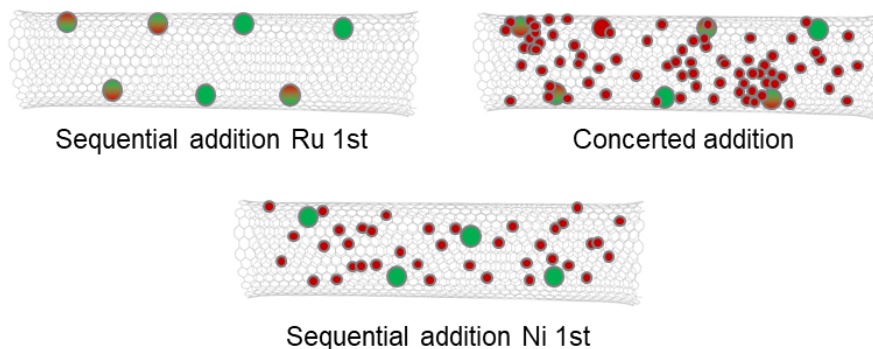 Sequential addition Ru 1st
Concerted addition
Sequential addition Ni 1st